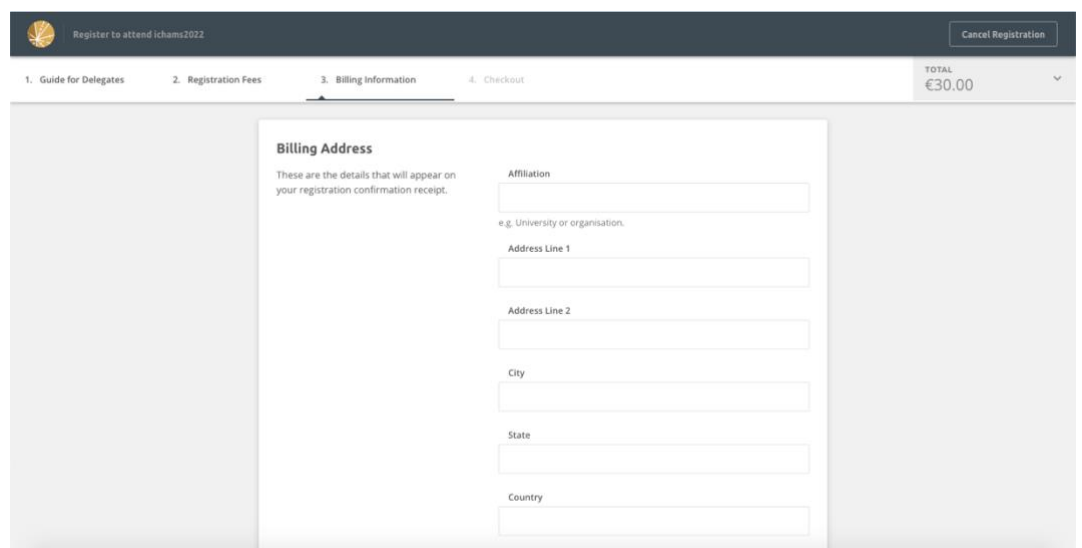 Register to attend ichams2022
Cancel Registration
1. Guide for Delegates
2. Registration Fees
3. Billing Information
4. Checkout
TOTAL
€30.00
Billing Address
These are the details that will appear on
your registration confirmation receipt.
Affiliation
e.g. University or organisation.
Address Line 1
Address Line 2
City
State
Country